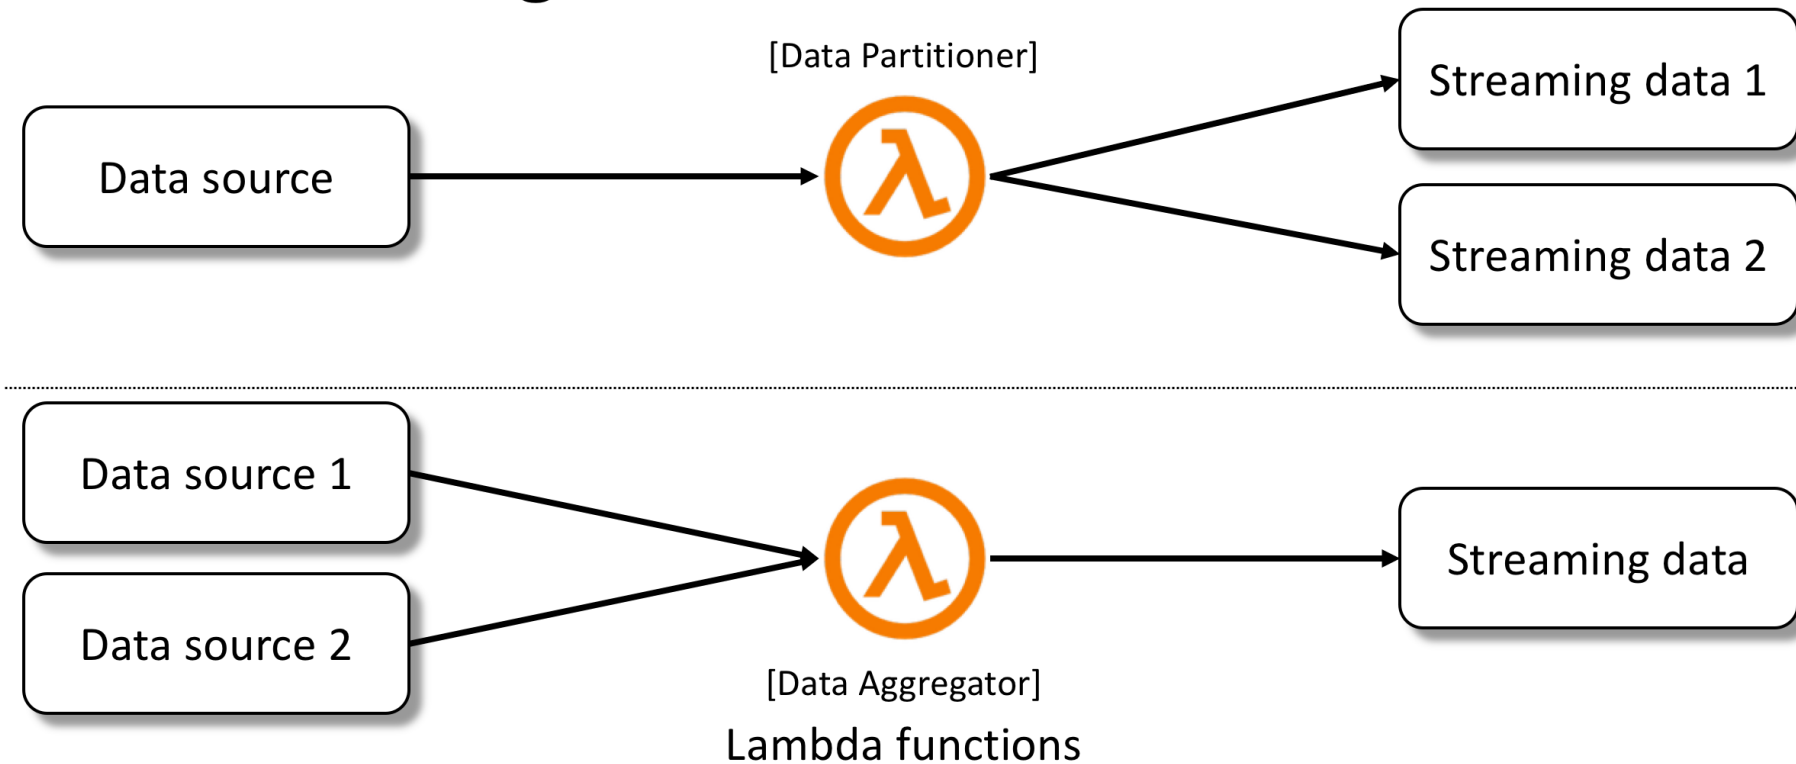 [Data Partitioner]
Data source
Streaming data 1
Streaming data 2
Data source 1
Data source 2
Streaming data
[Data Aggregator]
Lambda functions